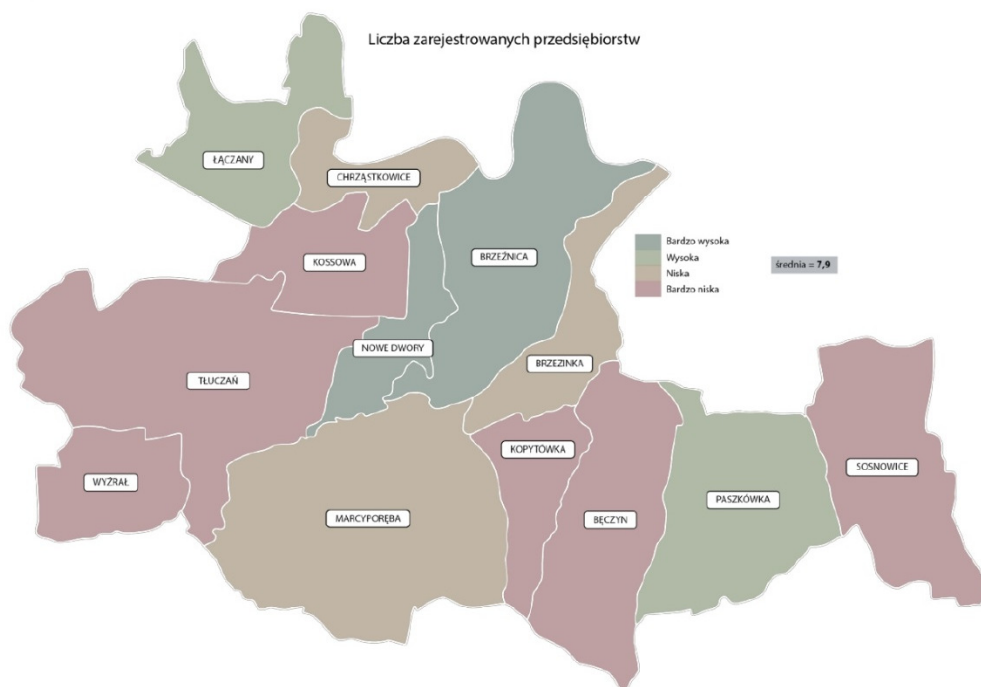 Liczba zarejestrowanych przedsiębiorstw
ŁĄCZANY
CHRZĄSTKOWICE
KOSSOWA
BRZEŹNICA
Bardzo wysoka
Wysoka
Niska
Bardzo niska
średnia = 7,9
NOWE DWORY
BRZEZINKA
TŁUCZAŃ
KOPYTÓWKA
SOSNOWICE
WYŹRAŁ
PASZKÓWKA
MARCYPORĘBA
BĘCZYN